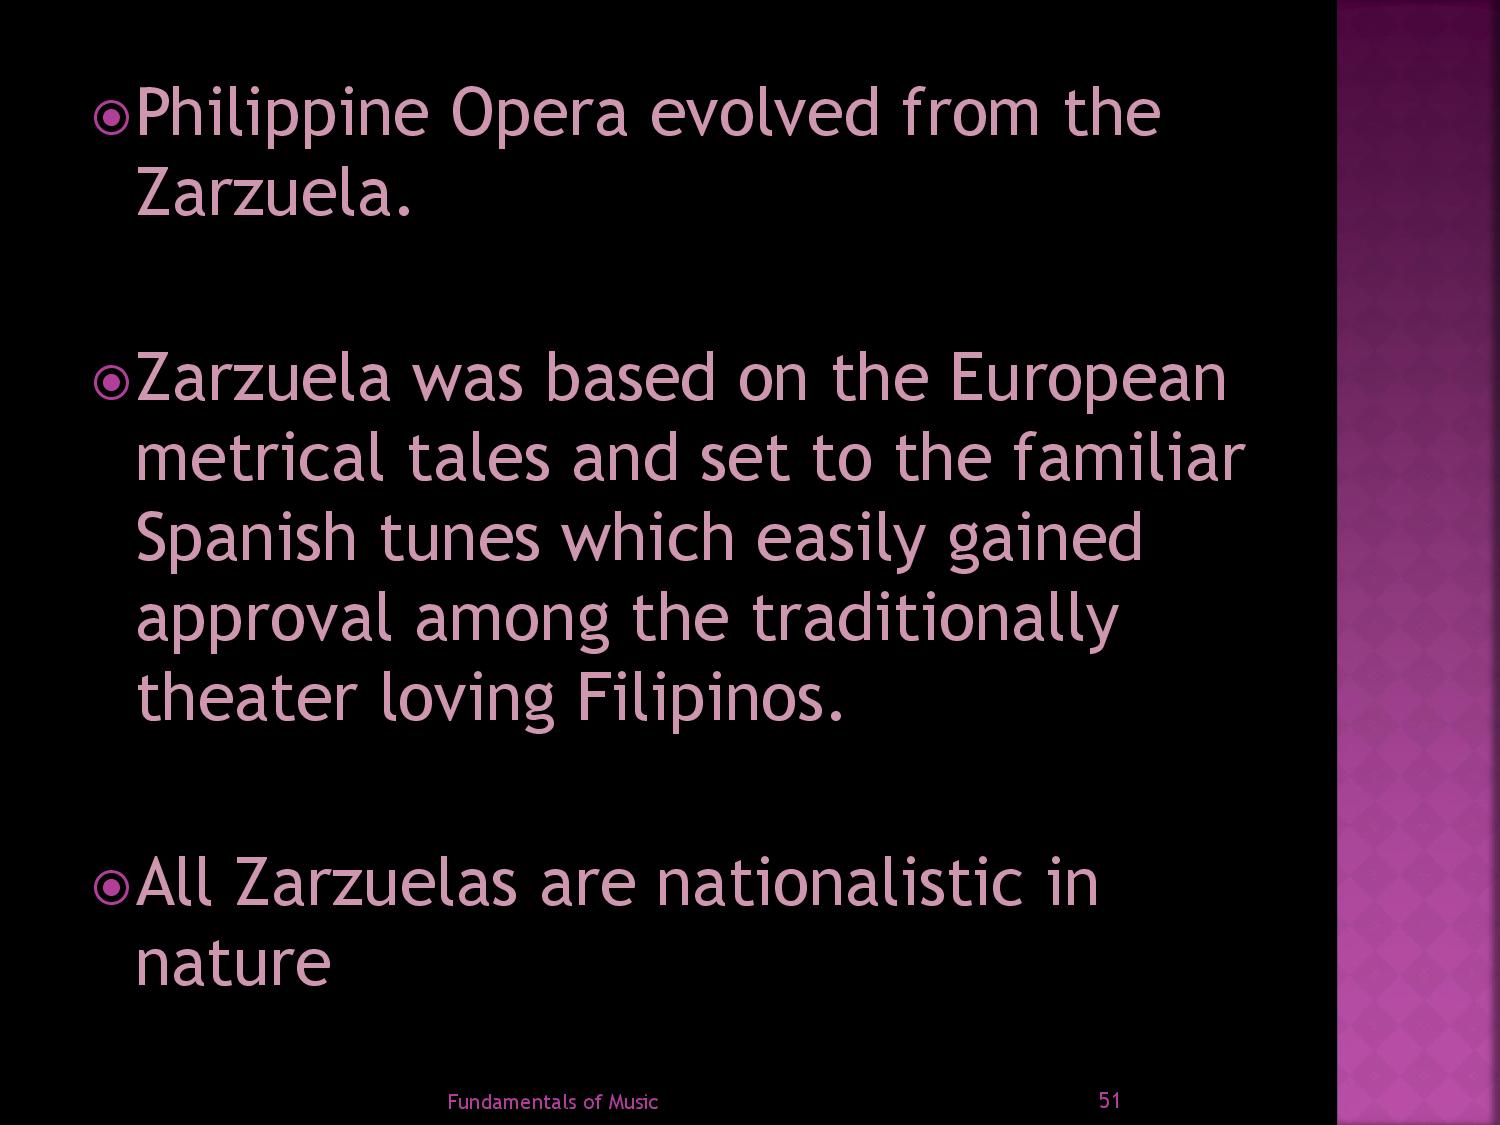 Philippine Opera evolved from the
Zarzuela.
Zarzuela was based on the European
metrical tales and set to the familiar
Spanish tunes which easily gained
approval among the traditionally
theater loving Filipinos.
All Zarzuelas are nationalistic in
nature
Fundamentals of Music
51